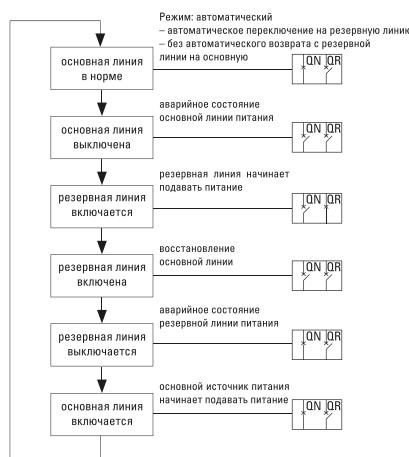 Режим: автоматический
– автоматическое переключение на резервную линию
– без автоматического возврата с резервной
линии на основную
основная линия
в норме
QN QR
аварийное состояние
основной линии питания
основная линия
выключена
QN QR
резервная линия начинает
подавать питание
резервная линия
включается
QN QR
восстановление
основной линии
резервная линия
включена
QN QR
аварийное состояние
резервной линии питания
резервная линия
выключается
QN QR
основной источник питания
начинает подавать питание
основная линия
включается
QN QR